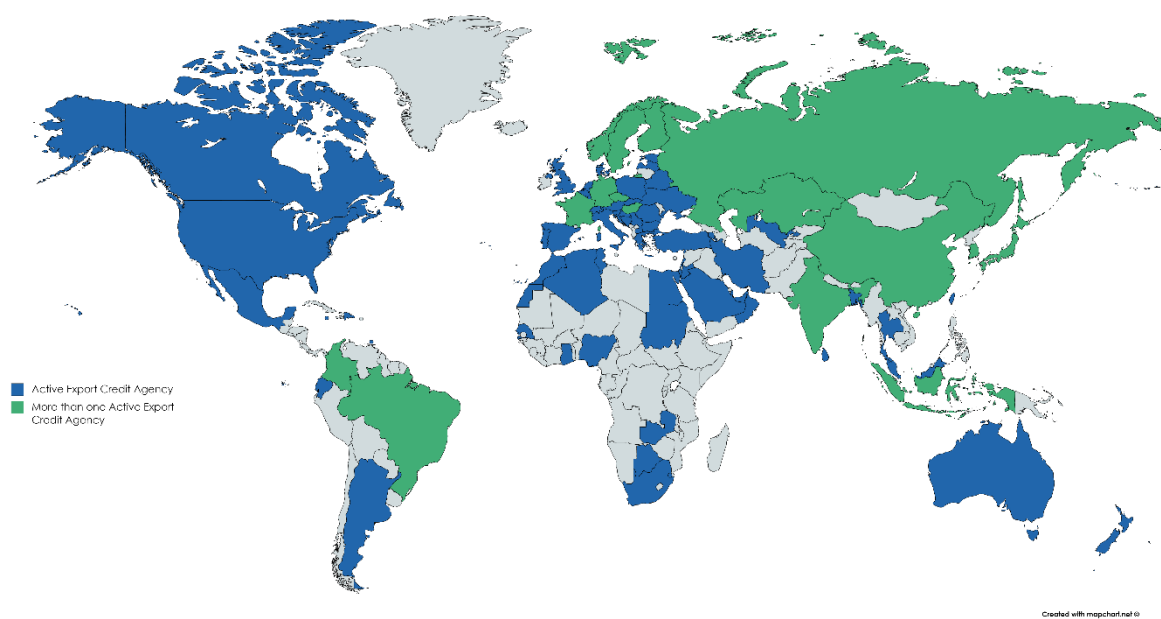 Active Export Credit Agency
More than one Active Export
Credit Agency
Created with mapchart.net ©